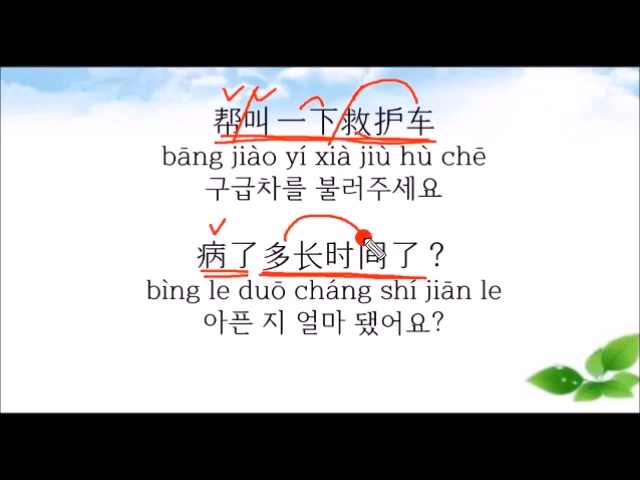 帮叫一下救护车
bāng jiào yí xià jiù hù chē
구급차를 불러주세요
病了多长时间了？
bìng le duō cháng shí jiān le
아픈 지 얼마 됐어요?